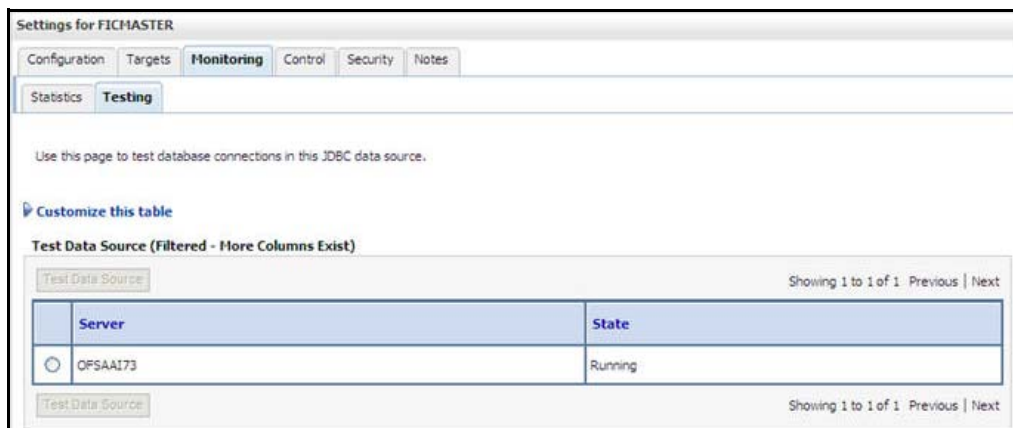 Settings for FICMASTER
Configuration Targets Monitoring Control Security Notes
Statistics Testing
Use this page to test database connections in this JDBC data source.
Customize this table
Test Data Source (Filtered - More Columns Exist)
Test Data Source Showing 1 to 1 of 1 Previous | Next
Server State
OFSAAI73 Running
Test Data Source Showing 1 to 1 of 1 Previous | Next